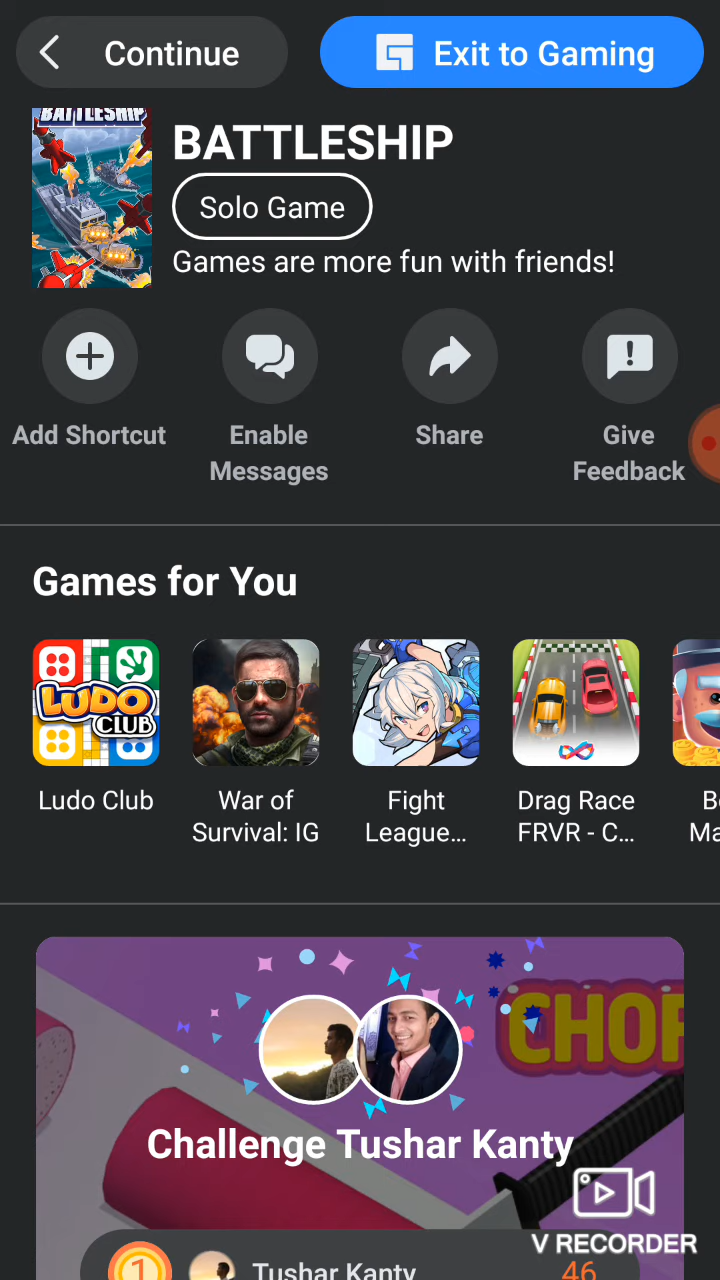 Continue
Exit to Gaming
BATTLESHIP
BATTLESHIP
Solo Game
Games are more fun with friends!
Add Shortcut
Enable
Messages
Share
Give
Feedback
Games for You
LUDO
CLUB
Ludo Club
War of
Survival: IG
Fight
League...
Drag Race
FRVR - C...
B
Ma
CHOP
Challenge Tushar Kanty
V RECORDER
1
Tushar Kanty
46